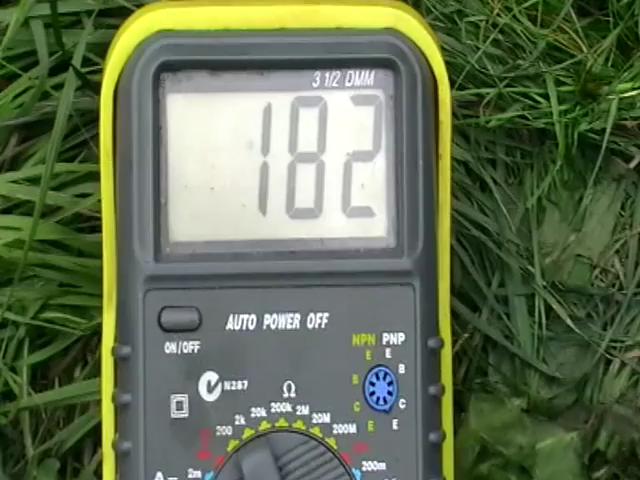 3 1/2 DMM
182
AUTO POWER OFF
ON/OFF
NPN PNP
E E
B B
C C
E E
N287
Ω
200 2k 20k 200k 2M 20M 200M
2m 200m